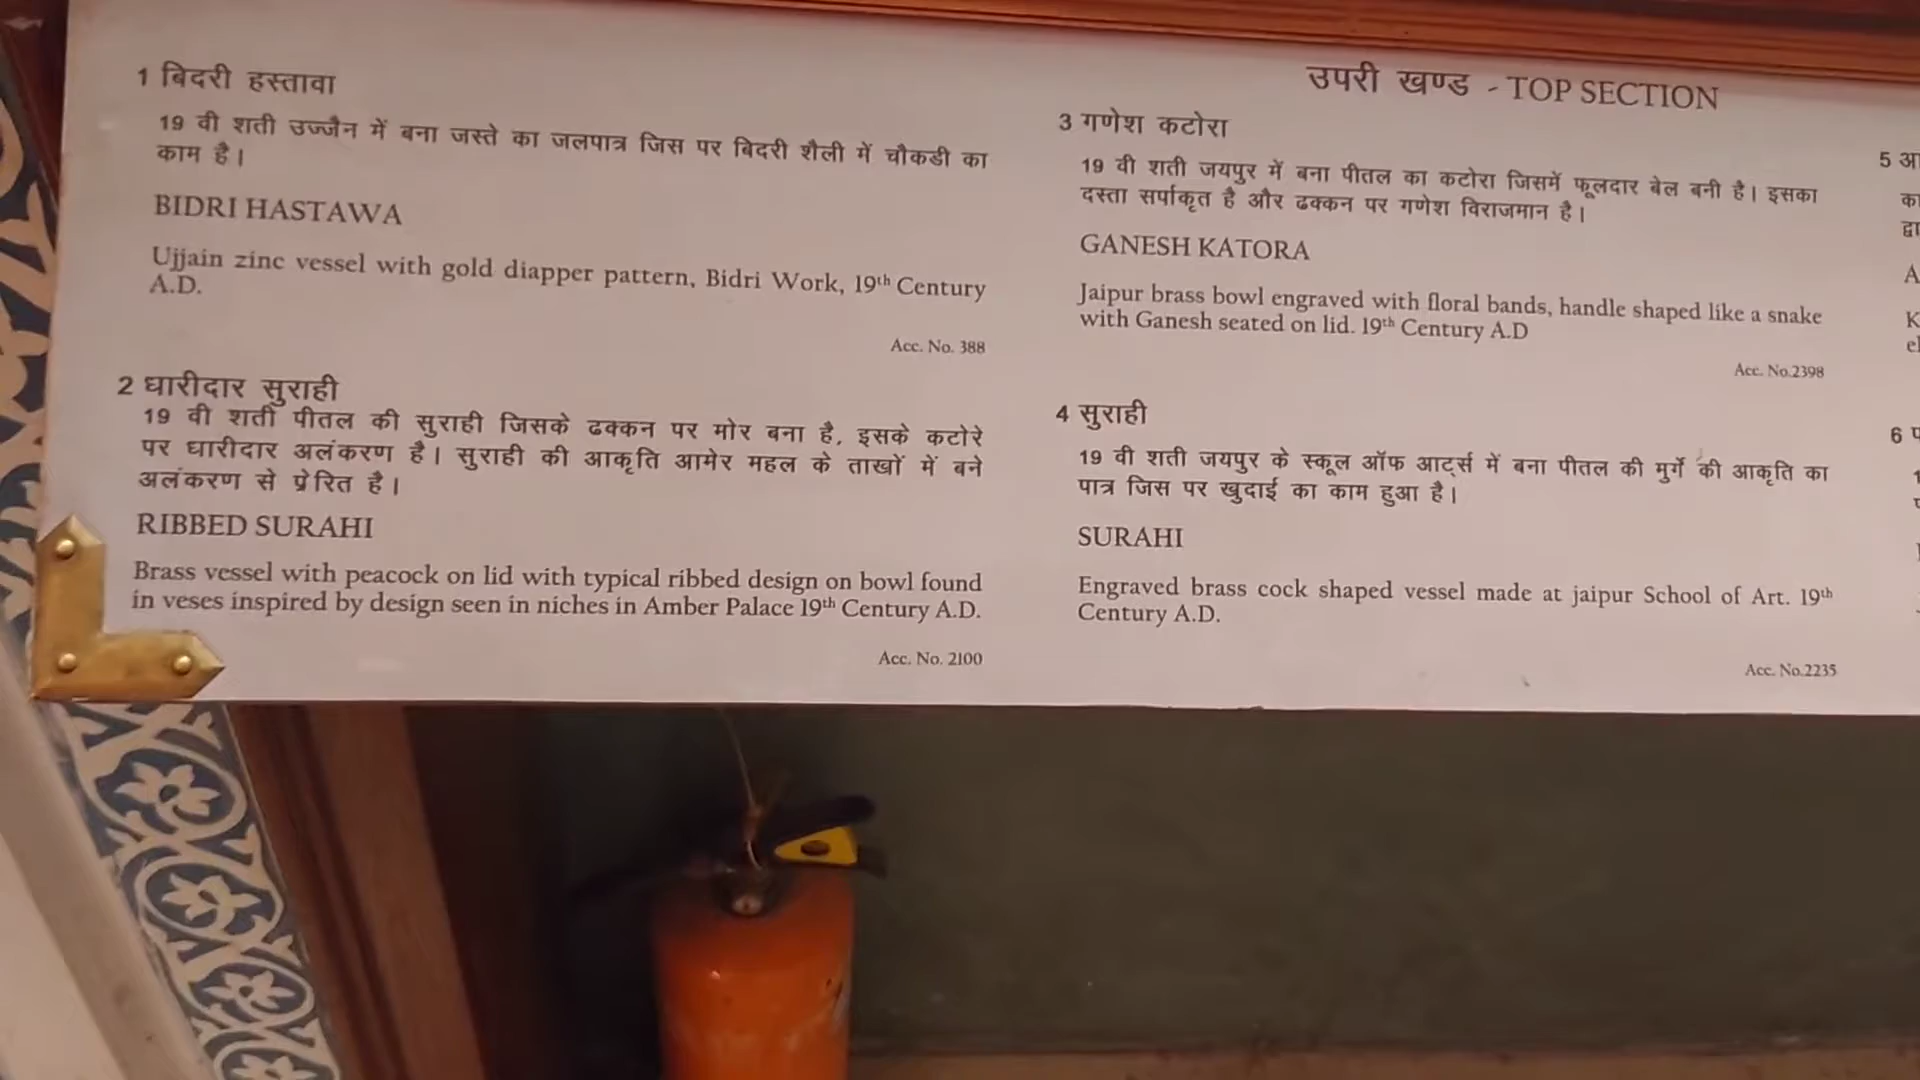 उपरी खण्ड - TOP SECTION
1 बिदरी हस्तावा
19 वी शती उज्जैन में बना जस्ते का जलपात्र जिस पर बिदरी शैली में चौकडी का
काम है।
BIDRI HASTAWA
Ujjain zinc vessel with gold diapper pattern, Bidri Work, 19th Century
A.D.
Acc. No. 388
2 धारीदार सुराही
19 वी शती पीतल की सुराही जिसके ढक्कन पर मोर बना है, इसके कटोरे
पर धारीदार अलंकरण है। सुराही की आकृति आमेर महल के ताखों में बने
अलंकरण से प्रेरित है।
RIBBED SURAHI
Brass vessel with peacock on lid with typical ribbed design on bowl found
in veses inspired by design seen in niches in Amber Palace 19th Century A.D.
Acc. No. 2100
3 गणेश कटोरा
19 वी शती जयपुर में बना पीतल का कटोरा जिसमें फूलदार बेल बनी है। इसका
दस्ता सर्पाकृत है और ढक्कन पर गणेश विराजमान है।
GANESH KATORA
Jaipur brass bowl engraved with floral bands, handle shaped like a snake
with Ganesh seated on lid. 19th Century A.D
Acc. No.2398
4 सुराही
19 वी शती जयपुर के स्कूल ऑफ आर्ट्स में बना पीतल की मुर्गे की आकृति का
पात्र जिस पर खुदाई का काम हुआ है।
SURAHI
Engraved brass cock shaped vessel made at jaipur School of Art. 19th
Century A.D.
Acc. No.2235
5
6